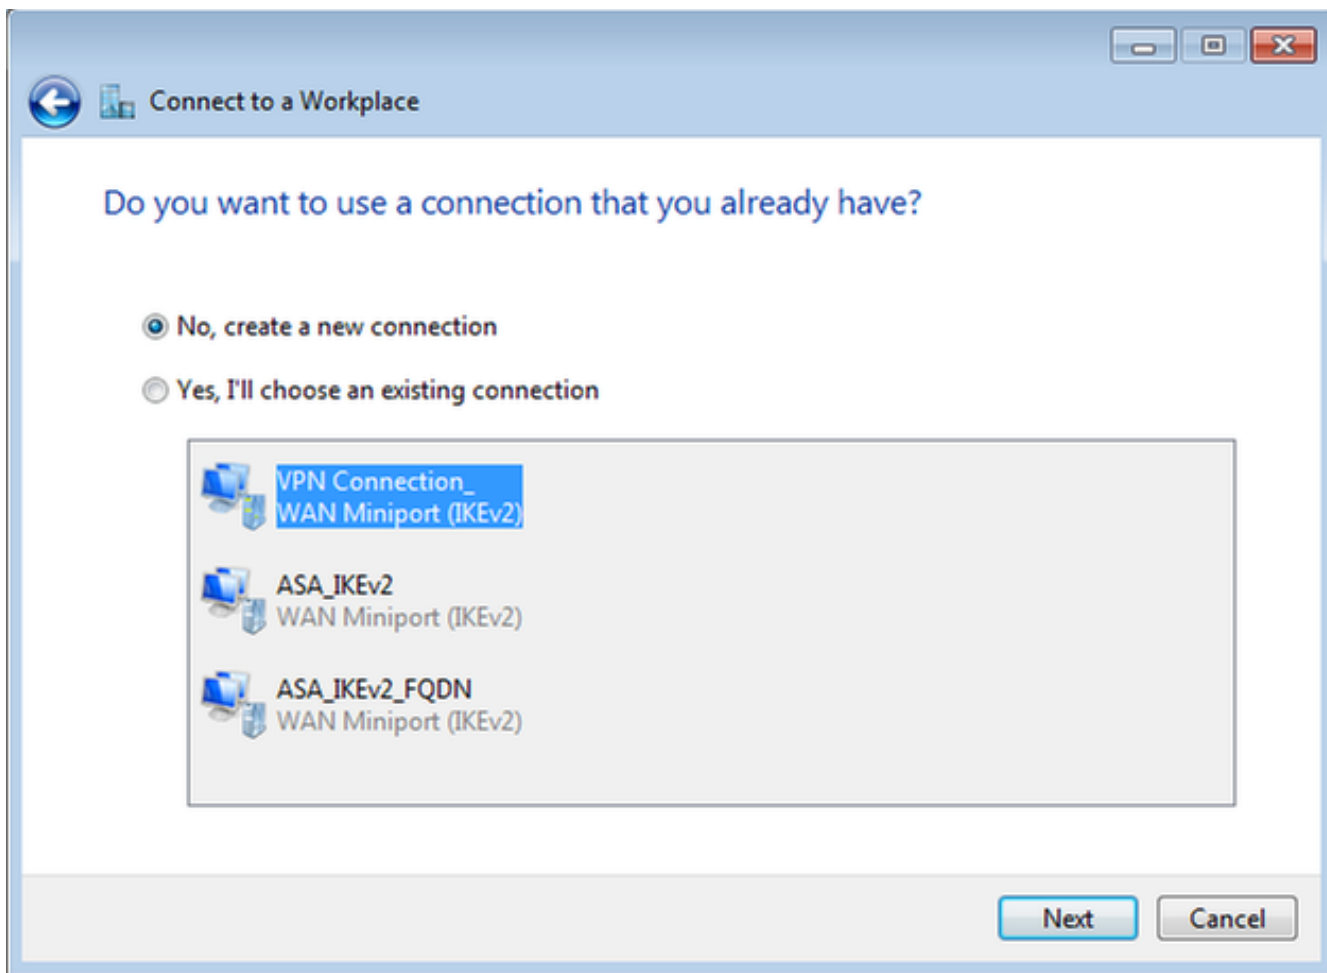 Connect to a Workplace
Do you want to use a connection that you already have?
No, create a new connection
Yes, I'll choose an existing connection
VPN Connection_
WAN Miniport (IKEv2)
ASA_IKEv2
WAN Miniport (IKEv2)
ASA_IKEv2_FQDN
WAN Miniport (IKEv2)
Next Cancel